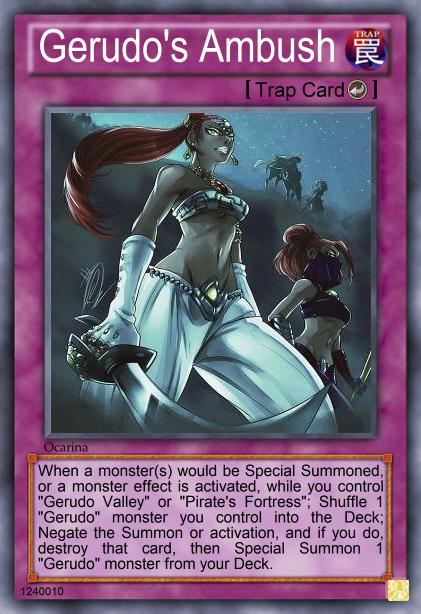 Gerudo's Ambush
TRAP
罠
[ Trap Card ]
Ocarina
When a monster(s) would be Special Summoned,
or a monster effect is activated, while you control
"Gerudo Valley" or "Pirate's Fortress"; Shuffle 1
"Gerudo" monster you control into the Deck;
Negate the Summon or activation, and if you do,
destroy that card, then Special Summon 1
"Gerudo" monster from your Deck.
1240010